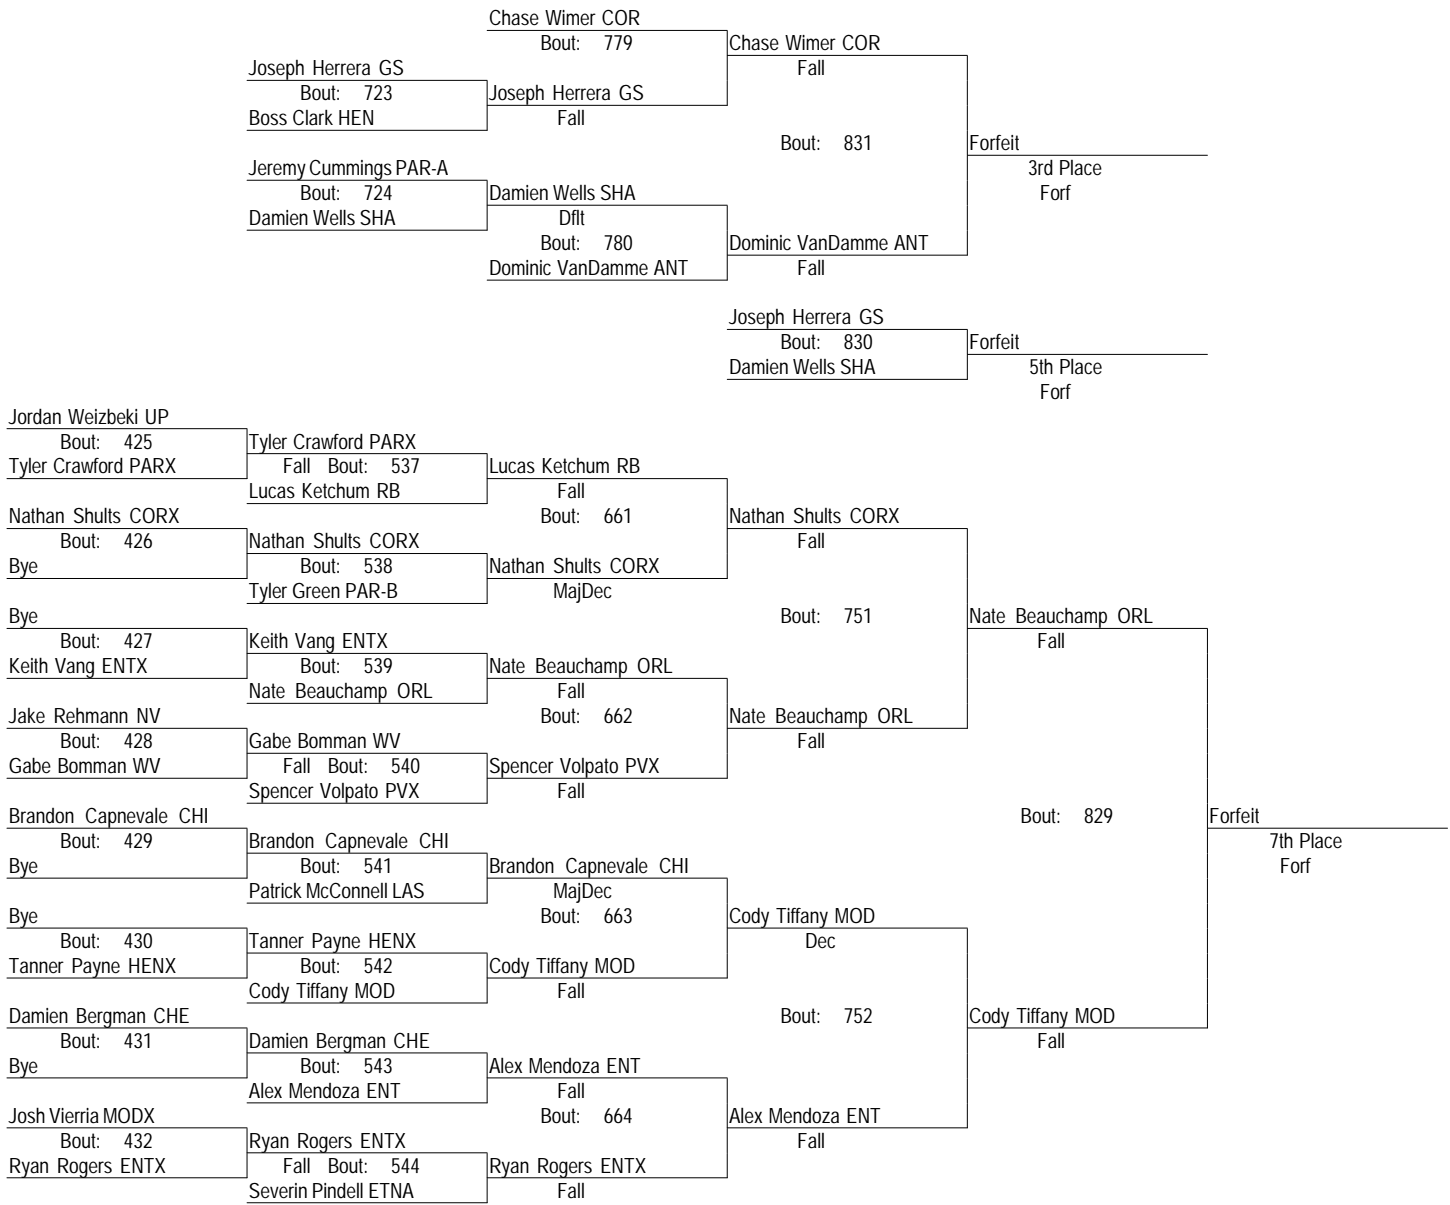 Chase Wimer COR
Bout: 779 Chase Wimer COR
Joseph Herrera GS Fall
Bout: 723 Joseph Herrera GS
Boss Clark HEN Fall
Bout: 831 Forfeit
Jeremy Cummings PAR-A 3rd Place
Bout: 724 Damien Wells SHA Forf
Damien Wells SHA Dflt
Bout: 780 Dominic VanDamme ANT
Dominic VanDamme ANT Fall
Joseph Herrera GS
Bout: 830 Forfeit
Damien Wells SHA 5th Place
Forf
Jordan Weizbeki UP
Bout: 425 Tyler Crawford PARX
Tyler Crawford PARX Fall Bout: 537 Lucas Ketchum RB
Lucas Ketchum RB Fall
Nathan Shults CORX Bout: 661 Nathan Shults CORX
Bout: 426 Nathan Shults CORX Fall
Bye Bout: 538 Nathan Shults CORX
Tyler Green PAR-B MajDec
Bye Bout: 751 Nate Beauchamp ORL
Bout: 427 Keith Vang ENTX Fall
Keith Vang ENTX Bout: 539 Nate Beauchamp ORL
Nate Beauchamp ORL Fall
Jake Rehmann NV Bout: 662 Nate Beauchamp ORL
Bout: 428 Gabe Bomman WV Fall
Gabe Bomman WV Fall Bout: 540 Spencer Volpato PVX
Spencer Volpato PVX Fall
Brandon Capnevale CHI Bout: 829 Forfeit
Bout: 429 Brandon Capnevale CHI 7th Place
Bye Bout: 541 Brandon Capnevale CHI Forf
Patrick McConnell LAS MajDec
Bye Bout: 663 Cody Tiffany MOD
Bout: 430 Tanner Payne HENX Dec
Tanner Payne HENX Bout: 542 Cody Tiffany MOD
Cody Tiffany MOD Fall
Damien Bergman CHE Bout: 752 Cody Tiffany MOD
Bout: 431 Damien Bergman CHE Fall
Bye Bout: 543 Alex Mendoza ENT
Alex Mendoza ENT Fall
Josh Vierria MODX Bout: 664 Alex Mendoza ENT
Bout: 432 Ryan Rogers ENTX Fall
Ryan Rogers ENTX Fall Bout: 544 Ryan Rogers ENTX
Severin Pindell ETNA Fall